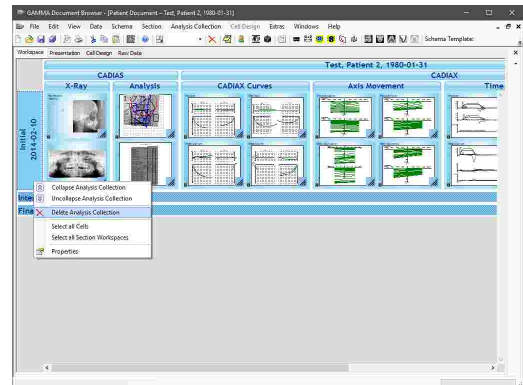 GAMMA Document Browser - [Patient Document - Test, Patient 2, 1980-01-31]
File Edit View Data Schema Section Analysis Collection Cell Design Extras Windows Help
Schema Template:
Workspace Presentation Cell Design Raw Data
Test, Patient 2, 1980-01-31
CADIAS CADIAX
X-Ray Analysis CADIAX Curves Axis Movement Time
Initial
2014-02-10
Collapse Analysis Collection
Uncollapse Analysis Collection
Delete Analysis Collection
Select all Cells
Select all Section Workspaces
Properties